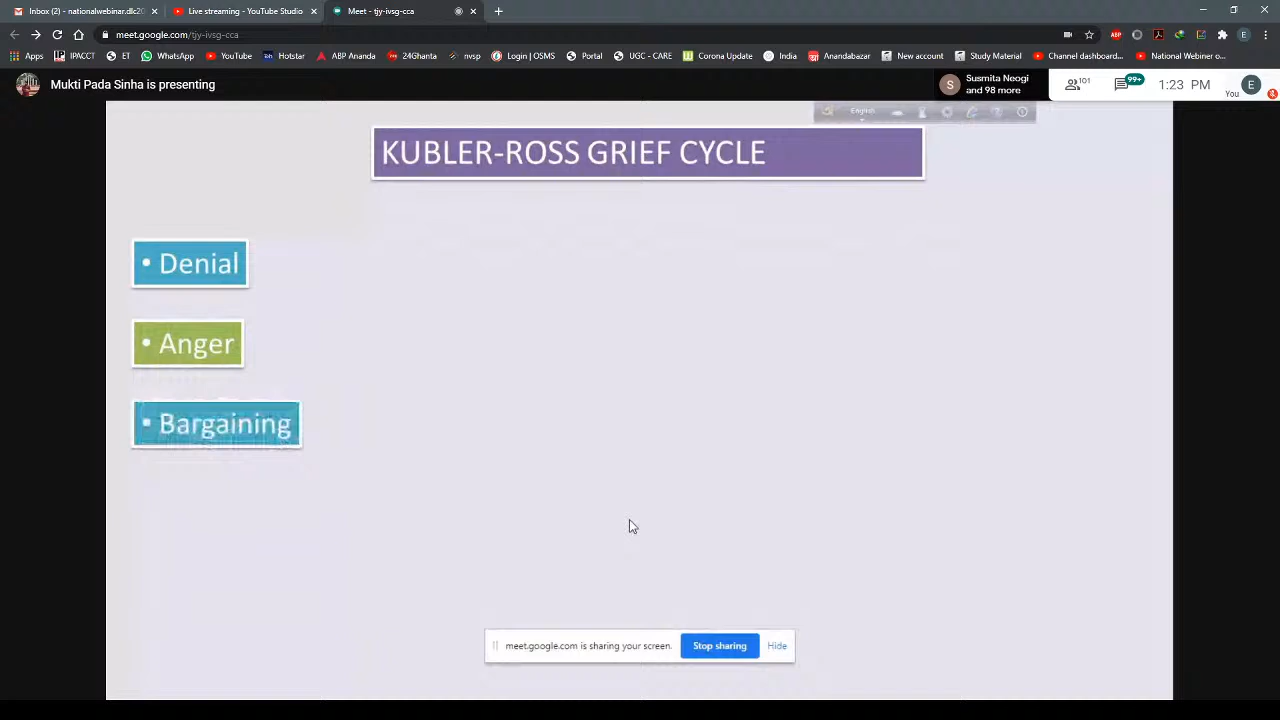 Inbox (2) - nationalwebinar.dlc20
Live streaming - YouTube Studio
Meet - tjy-ivsg-cca
meet.google.com/tjy-ivsg-cca
Apps
IPACCT
ET
WhatsApp
YouTube
Hotstar
ABP Ananda
24Ghanta
nvsp
Login | OSMS
Portal
UGC - CARE
Corona Update
India
Anandabazar
New account
Study Material
Channel dashboard...
National Webinar o...
Mukti Pada Sinha is presenting
S
Susmita Neogi
and 98 more
101
99+
1:23 PM
You
E
English
KUBLER-ROSS GRIEF CYCLE
• Denial
• Anger
• Bargaining
meet.google.com is sharing your screen.
Stop sharing
Hide